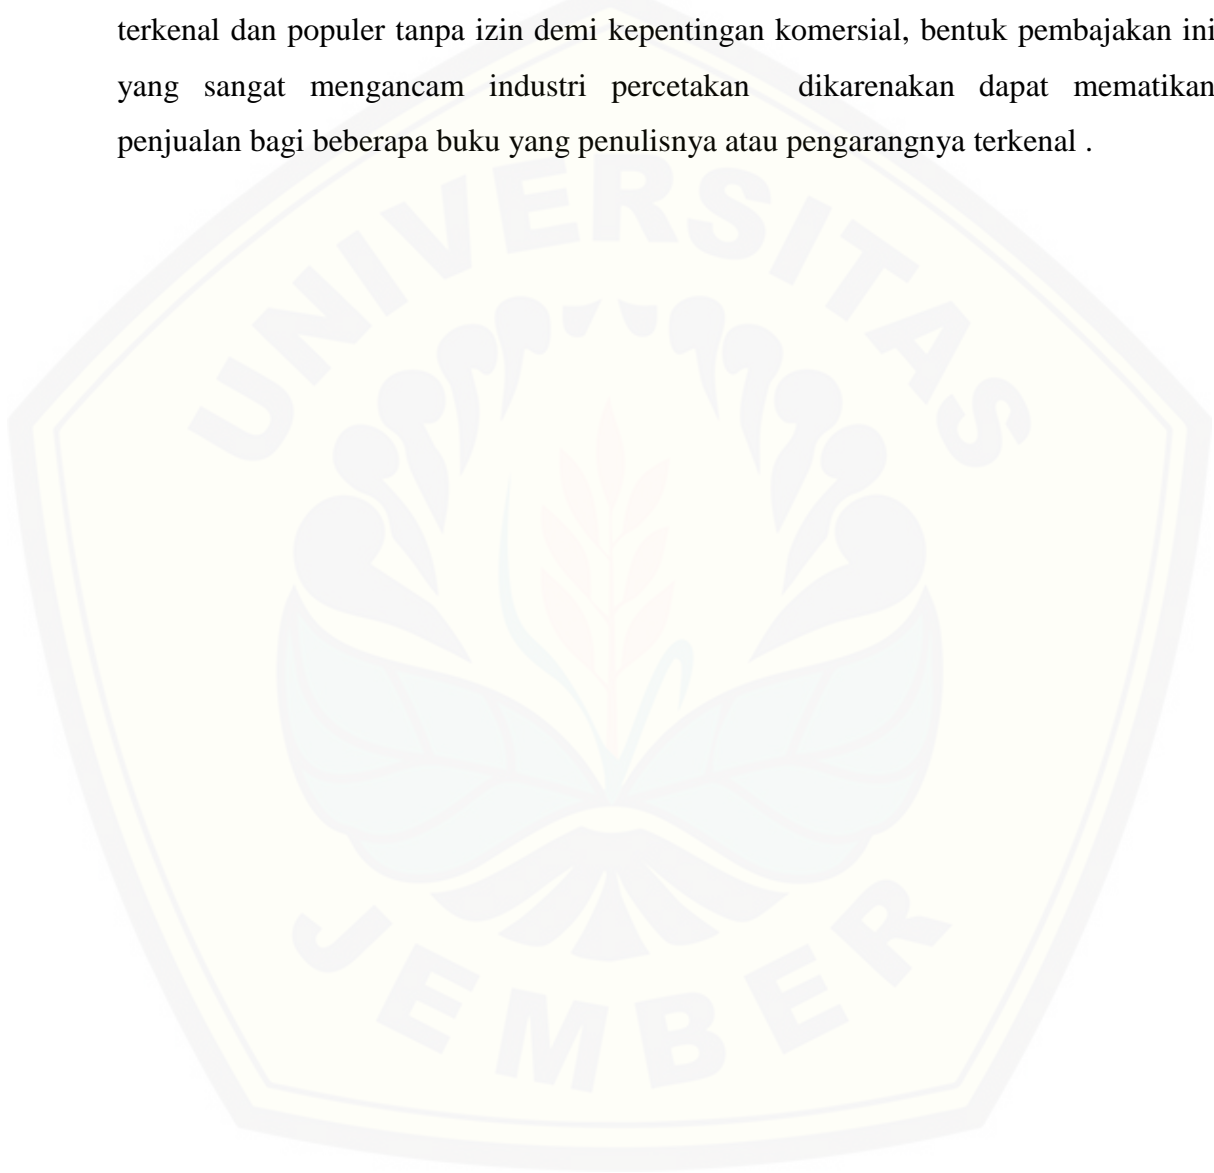 terkenal dan populer tanpa izin demi kepentingan komersial, bentuk pembajakan ini
yang sangat mengancam industri percetakan dikarenakan dapat mematikan
penjualan bagi beberapa buku yang penulisnya atau pengarangnya terkenal .
UNIVERSITAS
JEMBER